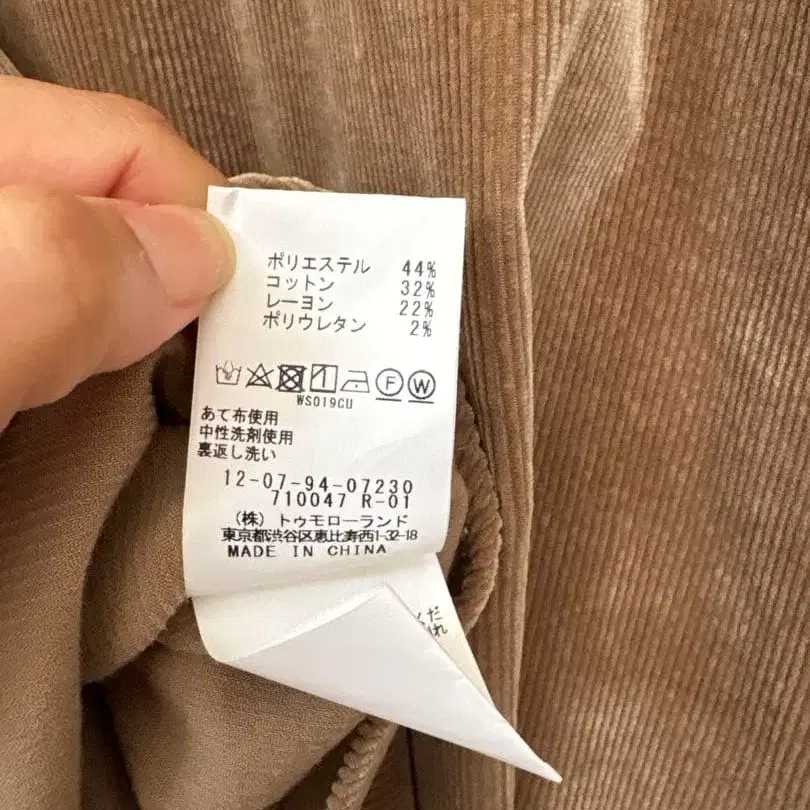 ポリエステル 44%
コットン 32%
レーヨン 22%
ポリウレタン 2%
F W
WS019CU
あて布使用
中性洗剤使用
裏返し洗い
12-07-94-07230
710047 R-01
(株)トゥモローランド
東京都渋谷区恵比寿西1-32-18
MADE IN CHINA
くだ
れ